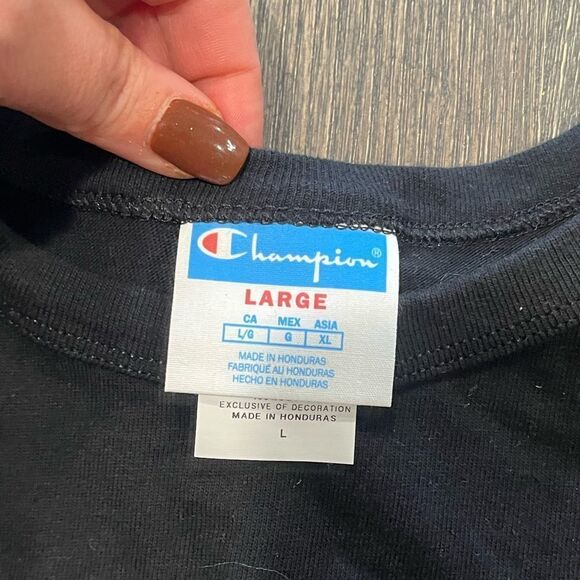 Champion®
LARGE
CA MEX ASIA
L/G G XL
MADE IN HONDURAS
FABRIQUÉ AU HONDURAS
HECHO EN HONDURAS
EXCLUSIVE OF DECORATION
MADE IN HONDURAS
L